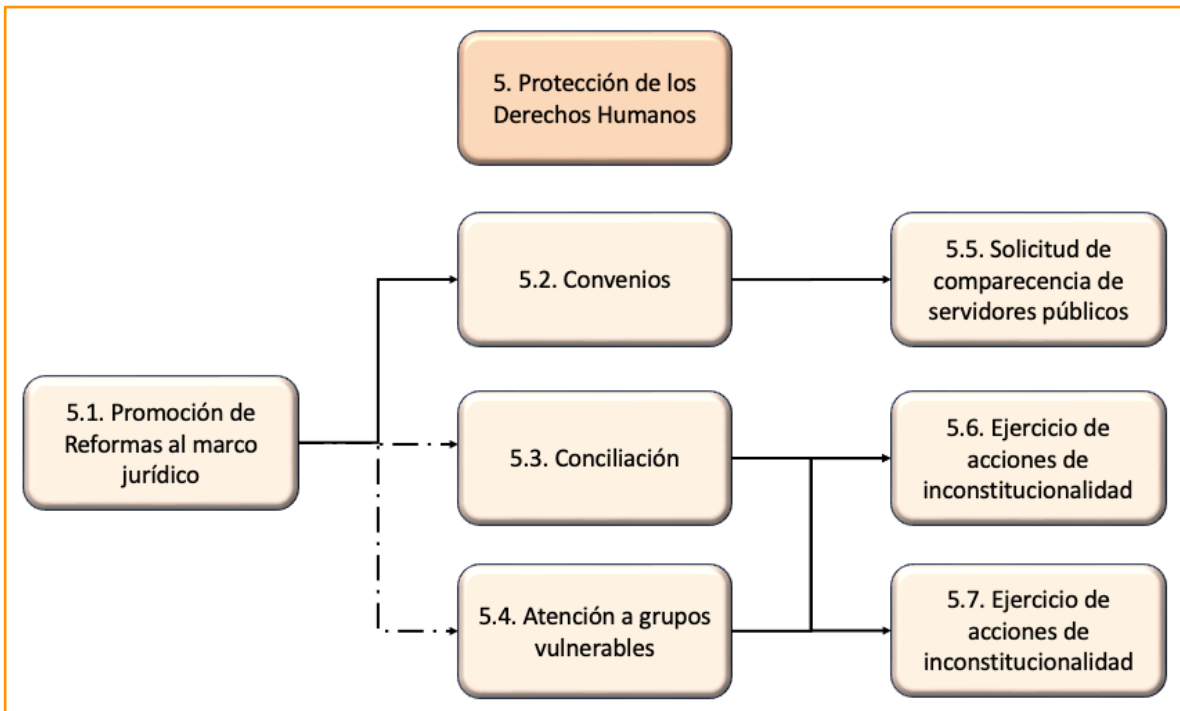 5. Protección de los
Derechos Humanos
5.2. Convenios
5.5. Solicitud de
comparecencia de
servidores públicos
5.1. Promoción de
Reformas al marco
jurídico
5.3. Conciliación
5.6. Ejercicio de
acciones de
inconstitucionalidad
5.4. Atención a grupos
vulnerables
5.7. Ejercicio de
acciones de
inconstitucionalidad